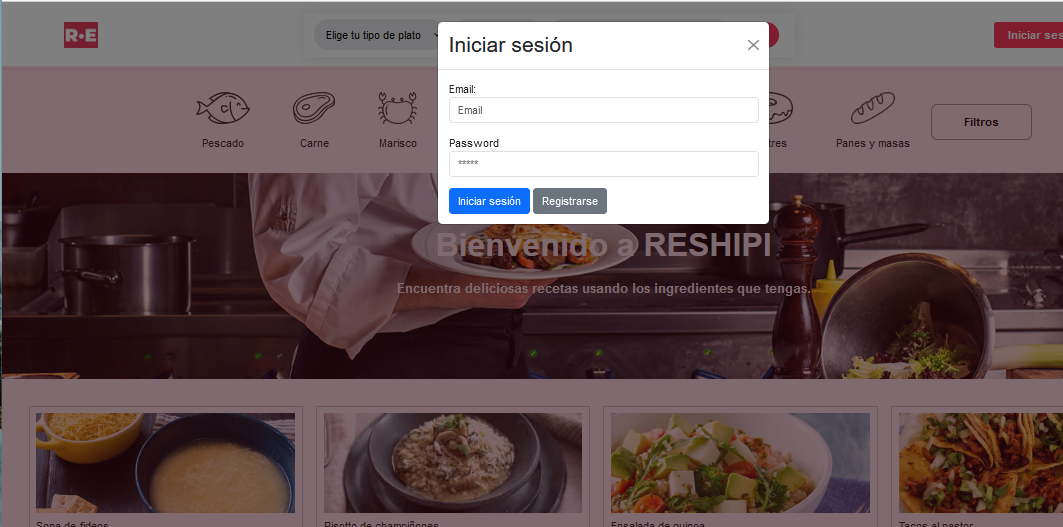 R•E
Elige tu tipo de plato
Iniciar ses
Iniciar sesión
Email:
Email
Password
*****
Iniciar sesión
Registrarse
Pescado
Carne
Marisco
tres
Panes y masas
Filtros
Bienvenido a RESHIPI
Encuentra deliciosas recetas usando los ingredientes que tengas.
Sopa de fideos
Risotto de champiñones
Ensalada de quinoa
Tacos al pastor